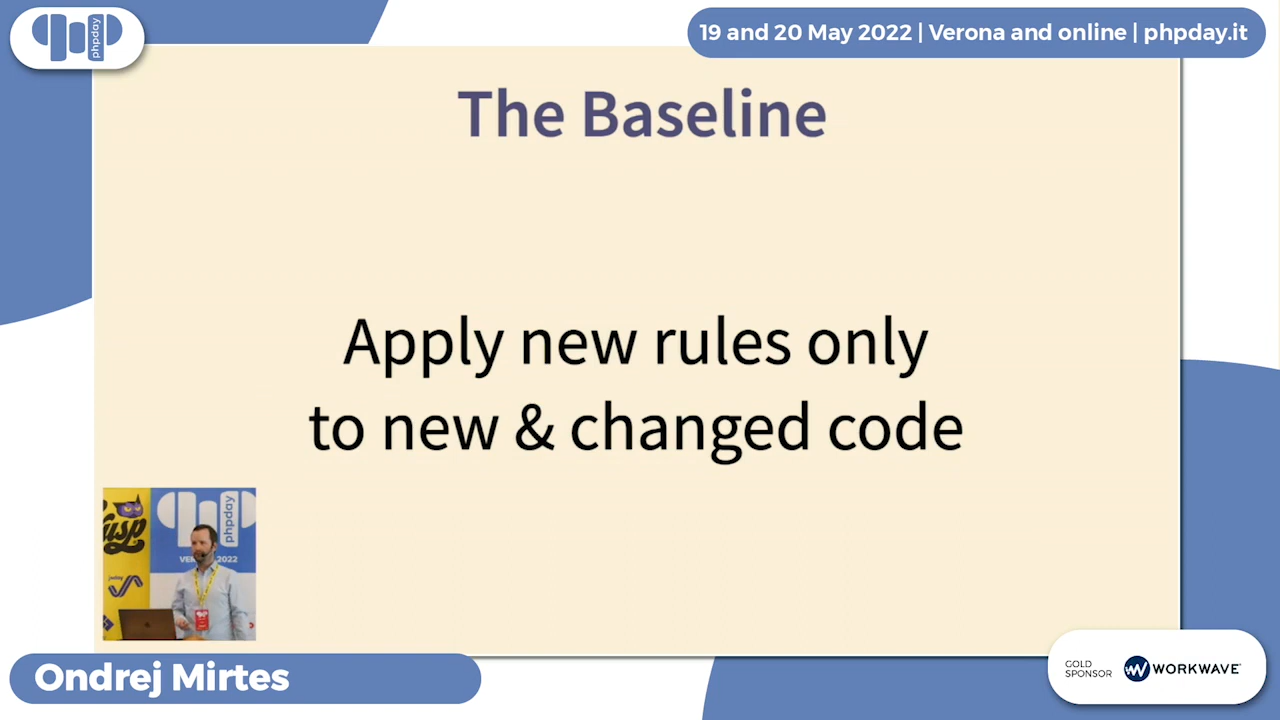 phpday
19 and 20 May 2022 | Verona and online | phpday.it
The Baseline
Apply new rules only
to new & changed code
phpday
Ondrej Mirtes
GOLD
SPONSOR
WORKWAVE